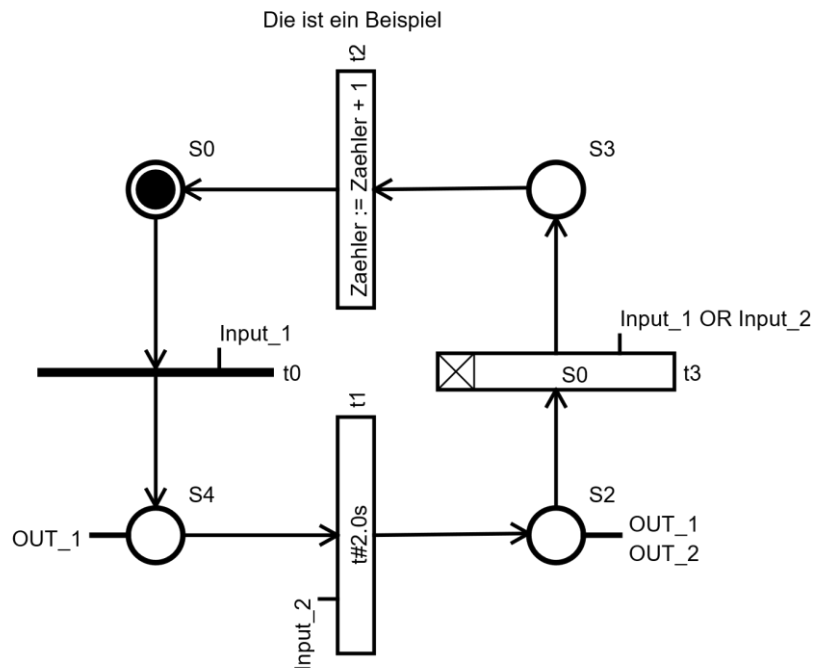 Die ist ein Beispiel
t2
S0
Zaehler := Zaehler + 1
S3
Input_1
t0
Input_1 OR Input_2
S0
t3
t1
S4
OUT_1
t#2.0s
Input_2
S2
OUT_1
OUT_2